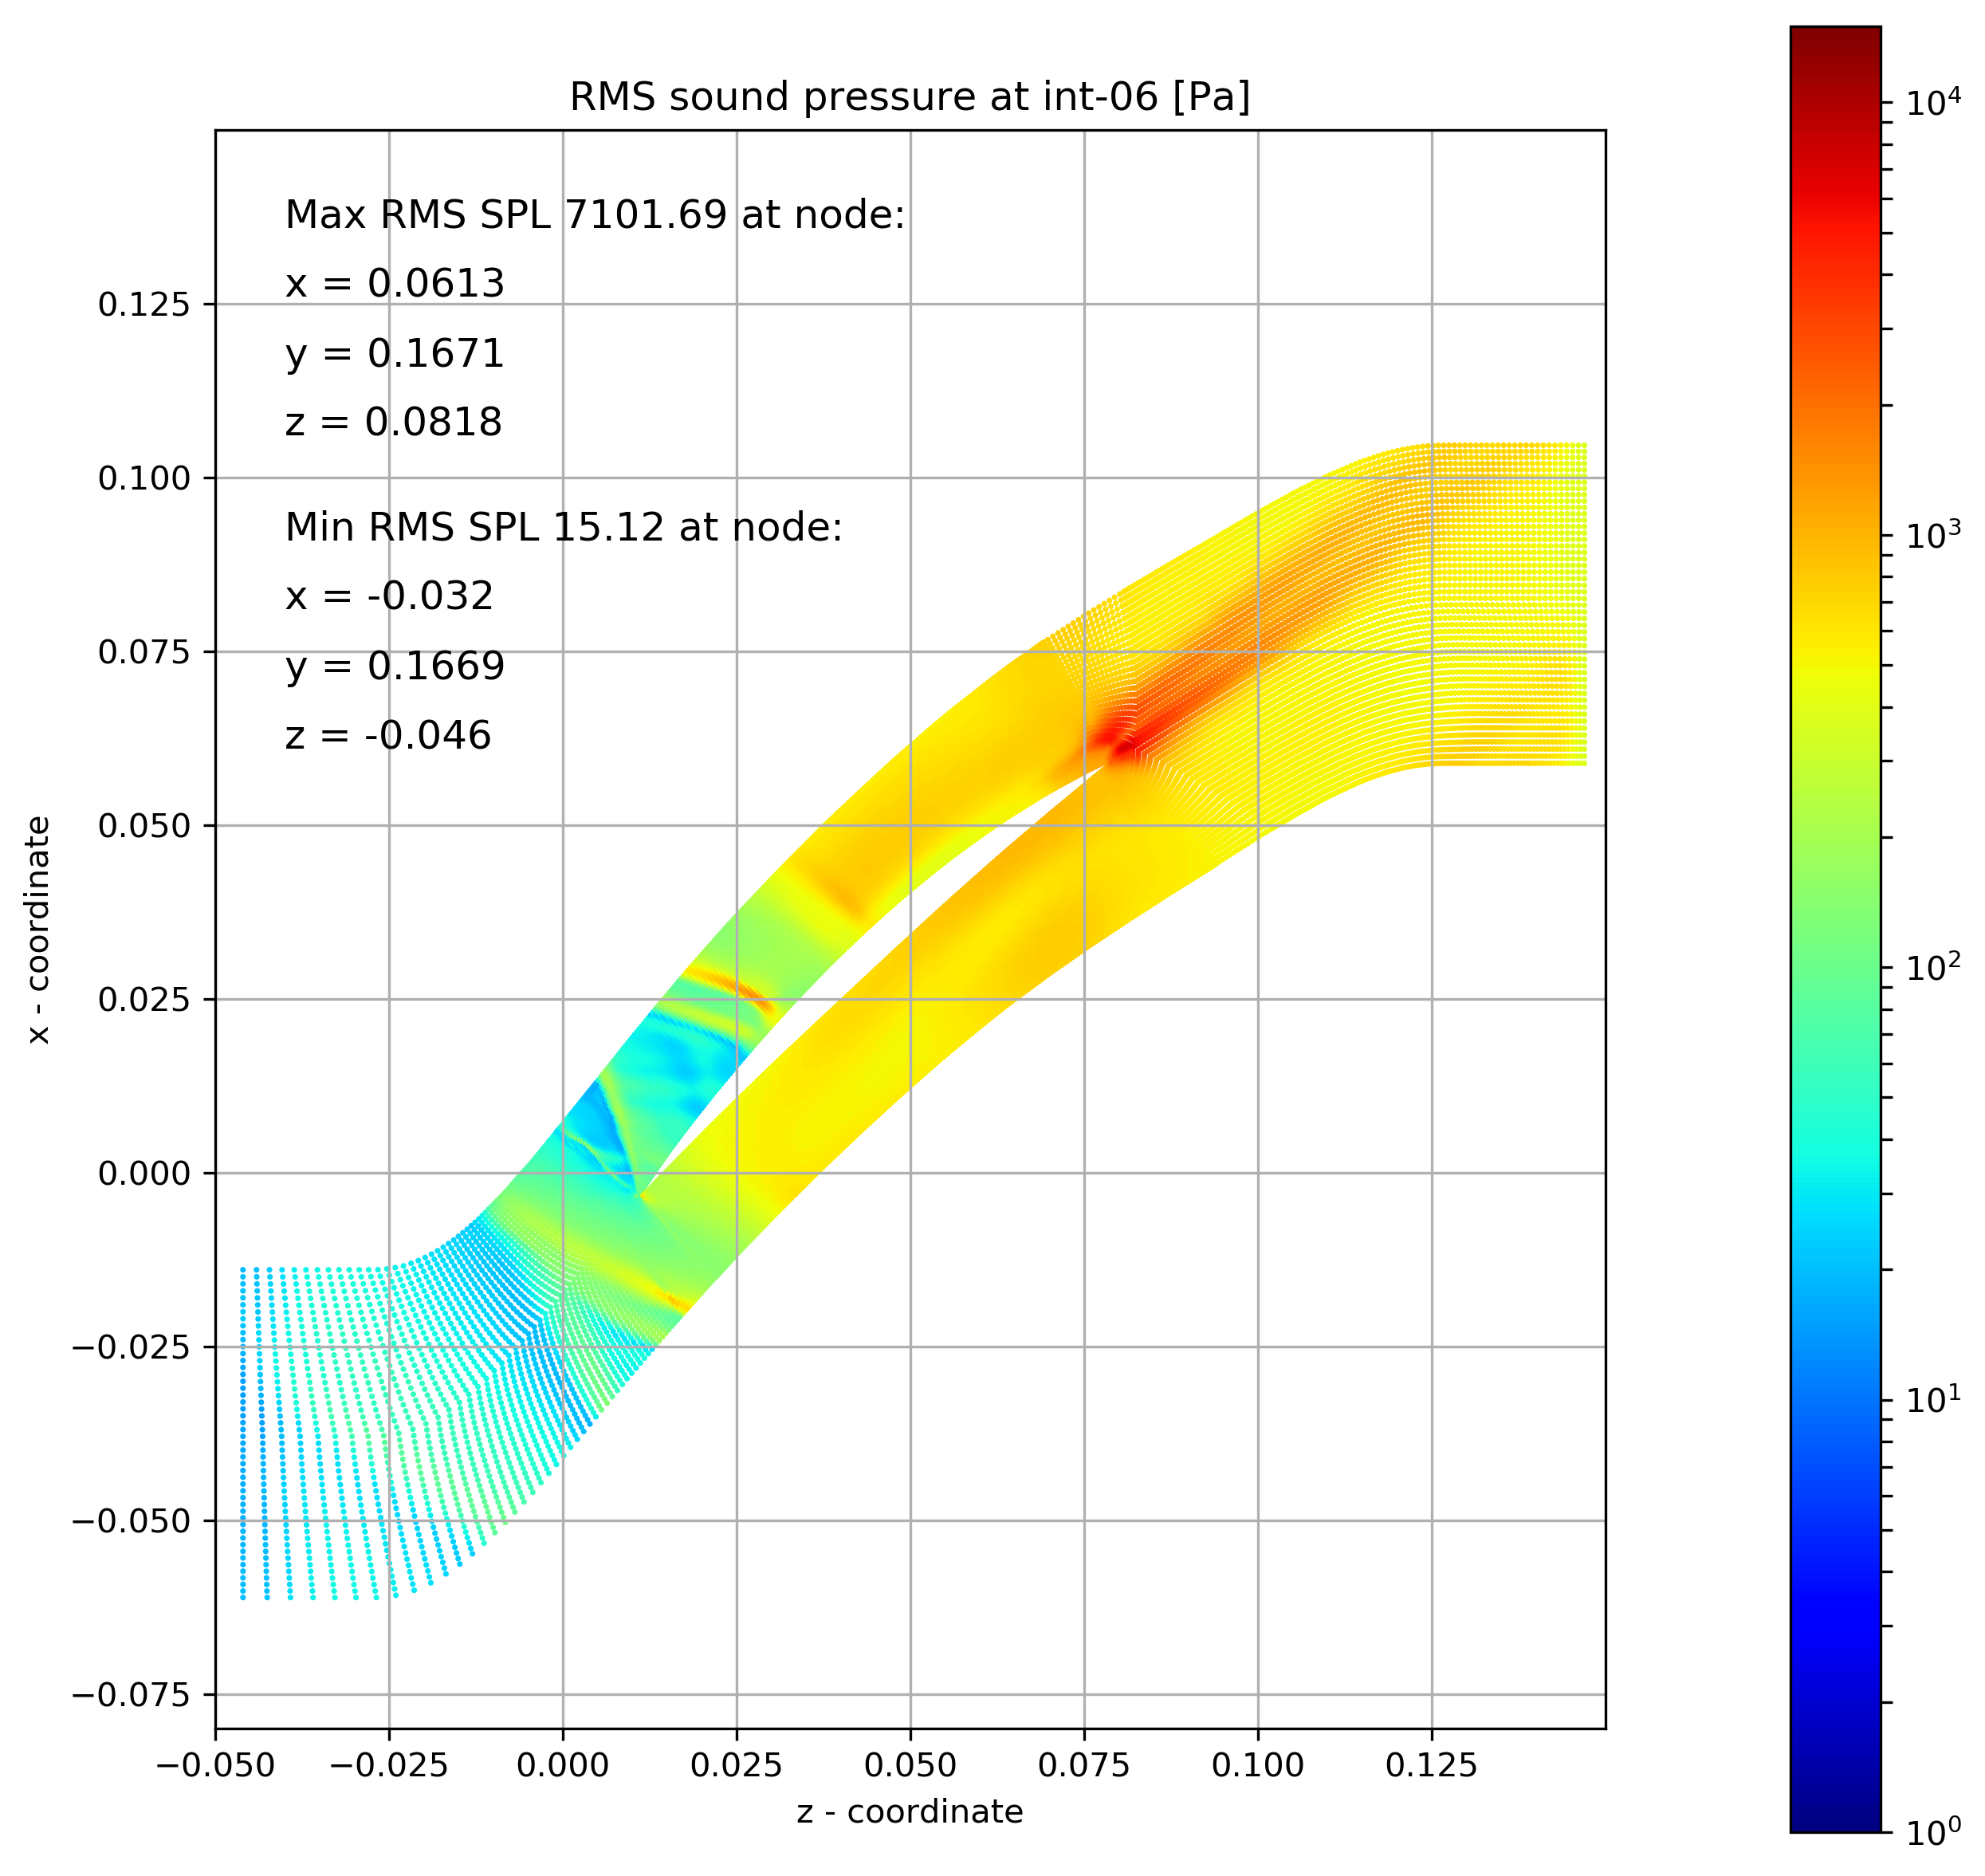 RMS sound pressure at int-06 [Pa]
Max RMS SPL 7101.69 at node:
x = 0.0613
y = 0.1671
z = 0.0818
Min RMS SPL 15.12 at node:
x = -0.032
y = 0.1669
z = -0.046
x - coordinate
0.125
0.100
0.075
0.050
0.025
0.000
−0.025
−0.050
−0.075
−0.050 −0.025 0.000 0.025 0.050 0.075 0.100 0.125
z - coordinate
10⁴
10³
10²
10¹
10⁰